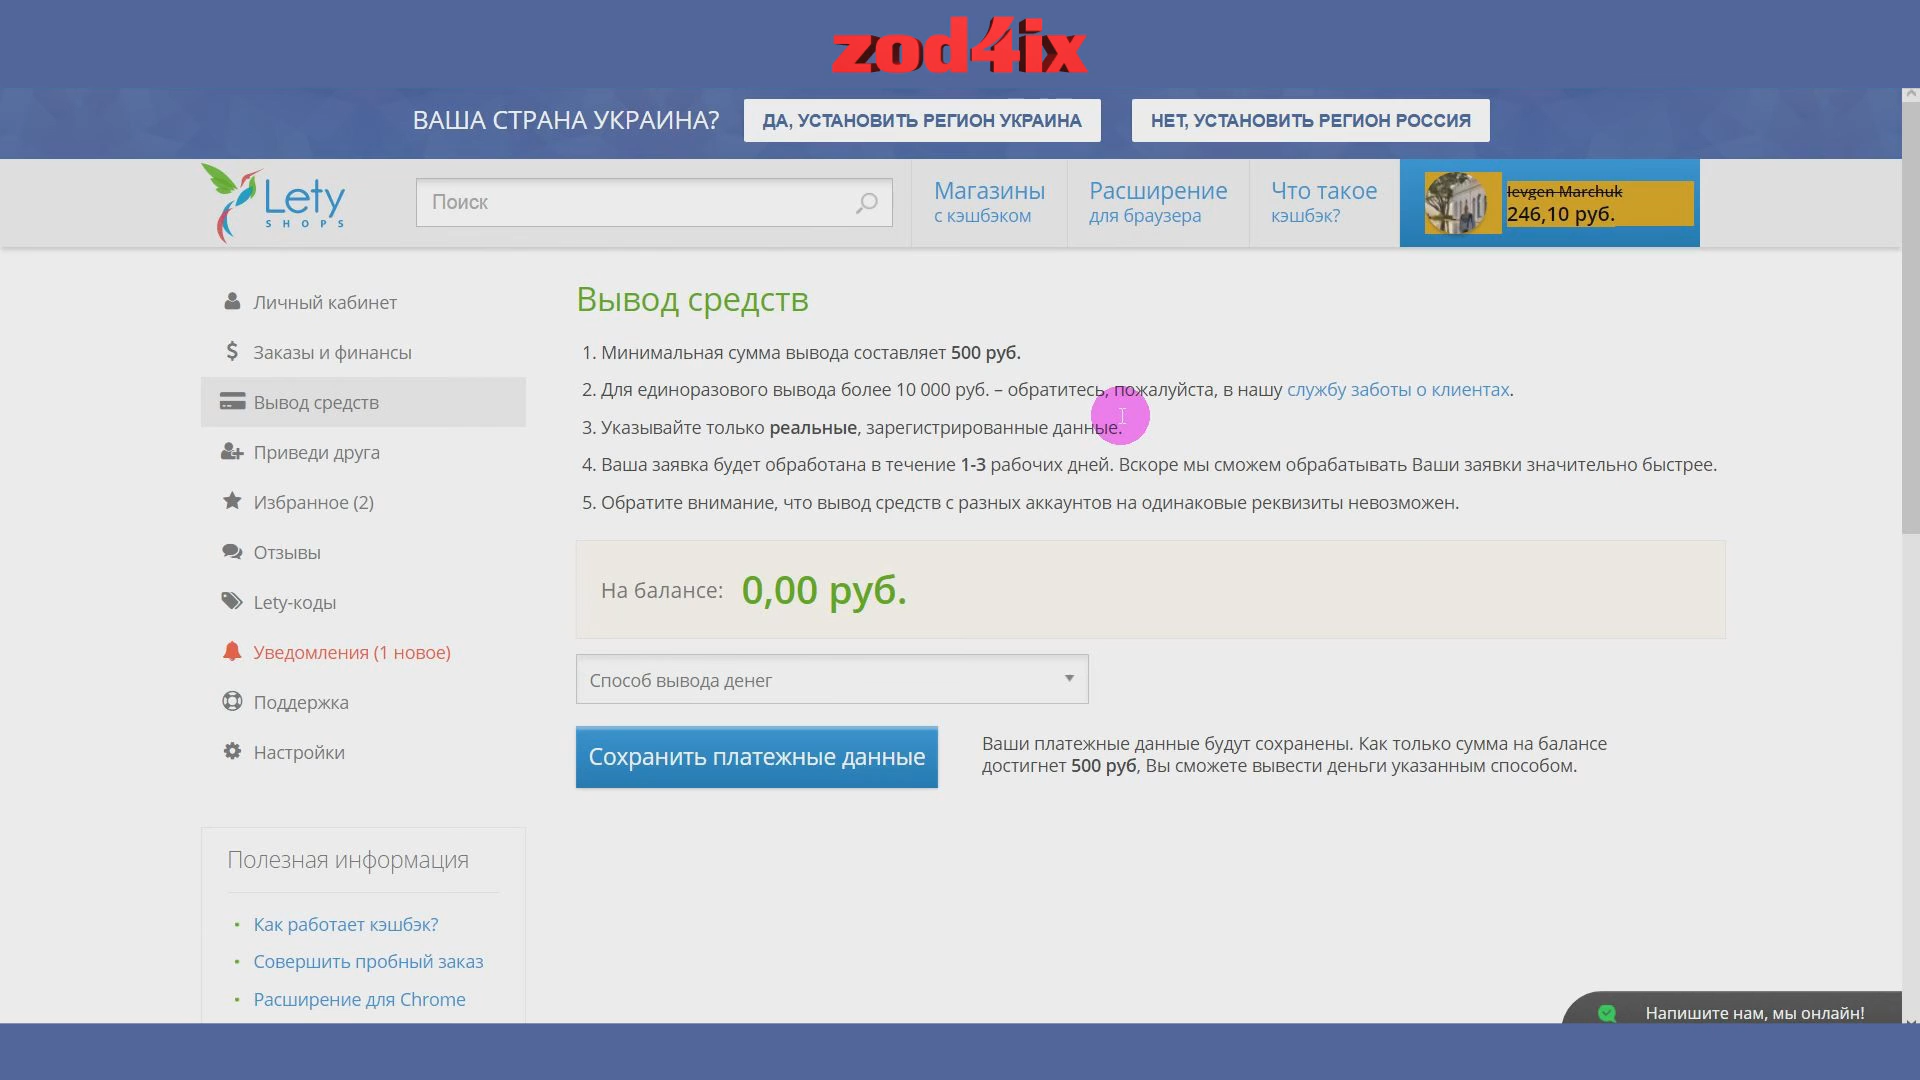 zod4ix
ВАША СТРАНА УКРАИНА?
ДА, УСТАНОВИТЬ РЕГИОН УКРАИНА
НЕТ, УСТАНОВИТЬ РЕГИОН РОССИЯ
Lety
SHOPS
Поиск
Магазины
с кэшбэком
Расширение
для браузера
Что такое
кэшбэк?
Ievgen Marchuk
246,10 руб.
Личный кабинет
Заказы и финансы
Вывод средств
Приведи друга
Избранное (2)
Отзывы
Lety-коды
Уведомления (1 новое)
Поддержка
Настройки
Полезная информация
• Как работает кэшбэк?
• Совершить пробный заказ
• Расширение для Chrome
Вывод средств
1. Минимальная сумма вывода составляет 500 руб.
2. Для единоразового вывода более 10 000 руб. – обратитесь, пожалуйста, в нашу службу заботы о клиентах.
3. Указывайте только реальные, зарегистрированные данные.
4. Ваша заявка будет обработана в течение 1-3 рабочих дней. Вскоре мы сможем обрабатывать Ваши заявки значительно быстрее.
5. Обратите внимание, что вывод средств с разных аккаунтов на одинаковые реквизиты невозможен.
На балансе: 0,00 руб.
Способ вывода денег
Сохранить платежные данные
Ваши платежные данные будут сохранены. Как только сумма на балансе
достигнет 500 руб, Вы сможете вывести деньги указанным способом.
Напишите нам, мы онлайн!